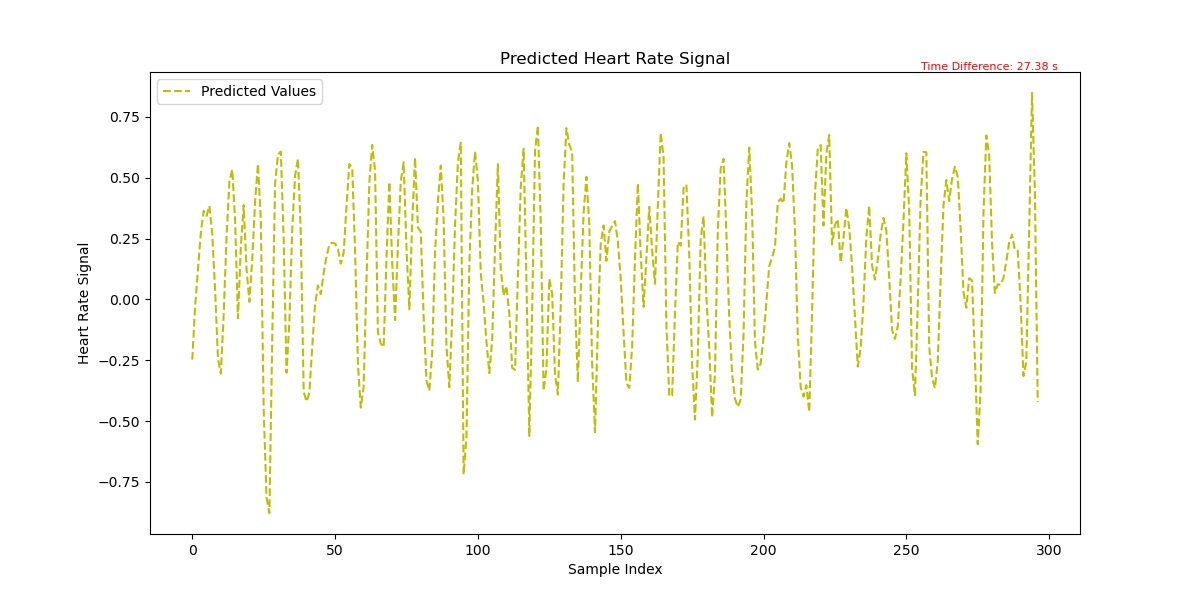 Predicted Heart Rate Signal
Time Difference: 27.38 s
Predicted Values
Heart Rate Signal
0.75
0.50
0.25
0.00
−0.25
−0.50
−0.75
0 50 100 150 200 250 300
Sample Index